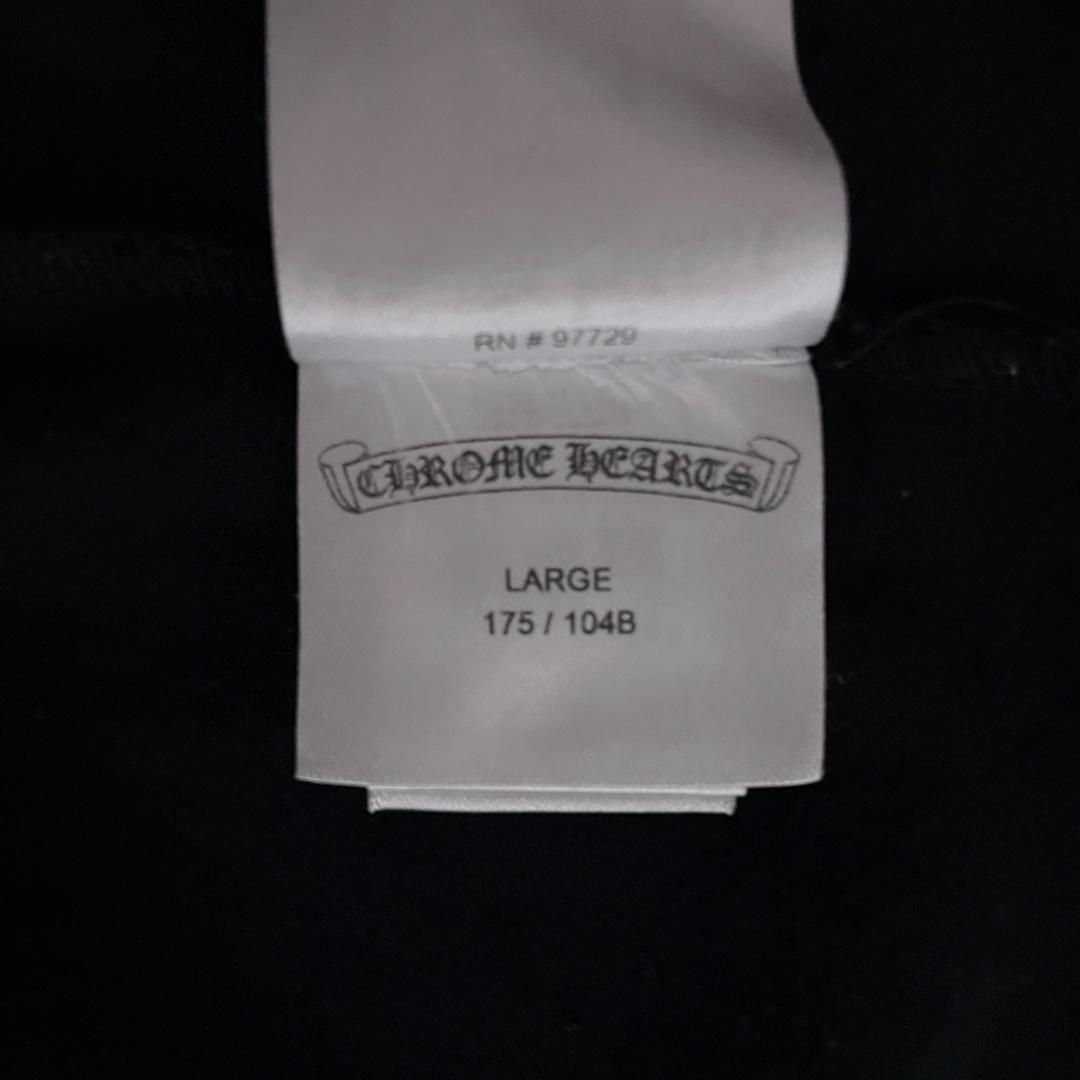 RN # 97729
CHROME HEARTS
LARGE
175 / 104B